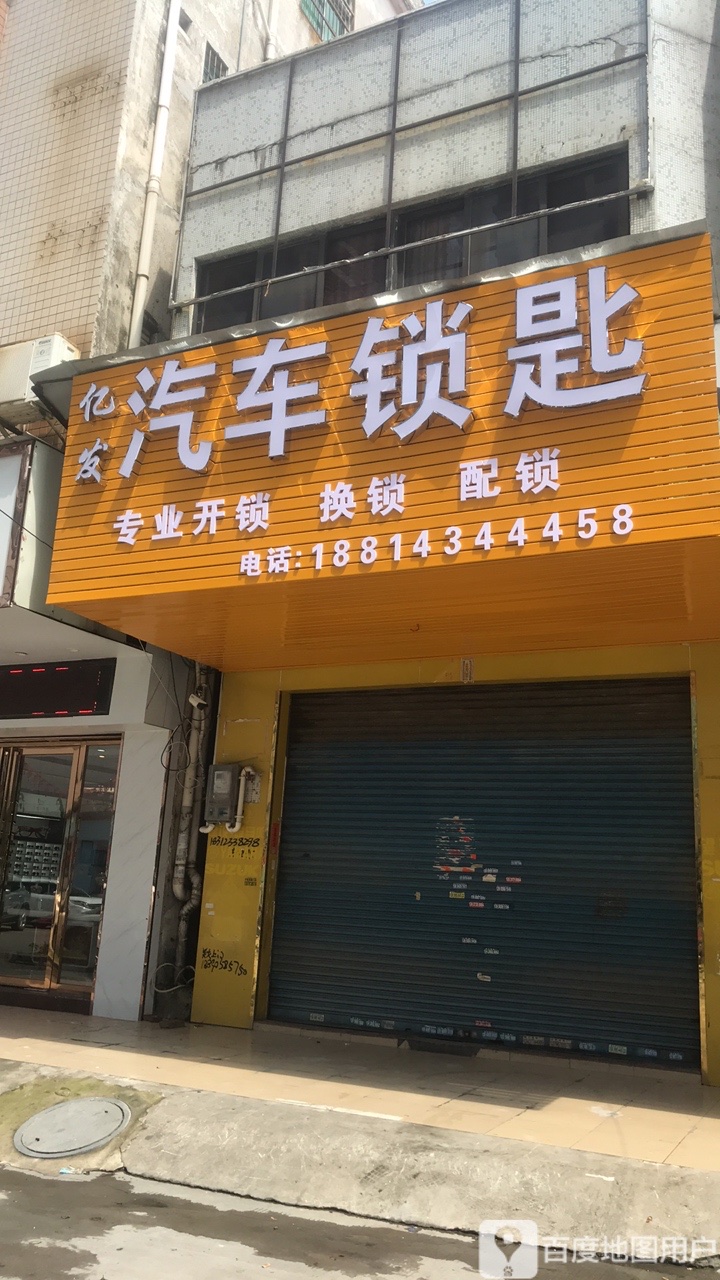 亿发
汽车锁匙
专业开锁 换锁 配锁
电话:18814344458
百度地图用户